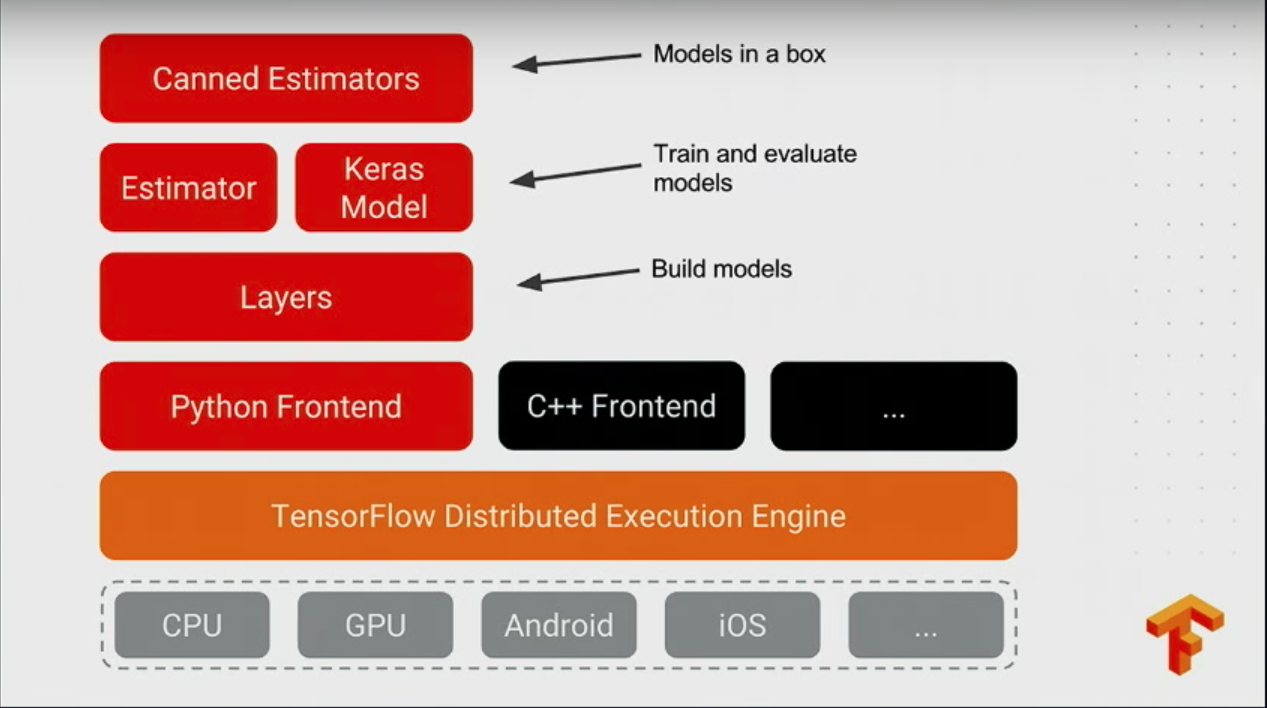 Canned Estimators
Models in a box
Estimator
Keras
Model
Train and evaluate
models
Layers
Build models
Python Frontend
C++ Frontend
...
TensorFlow Distributed Execution Engine
CPU
GPU
Android
iOS
...